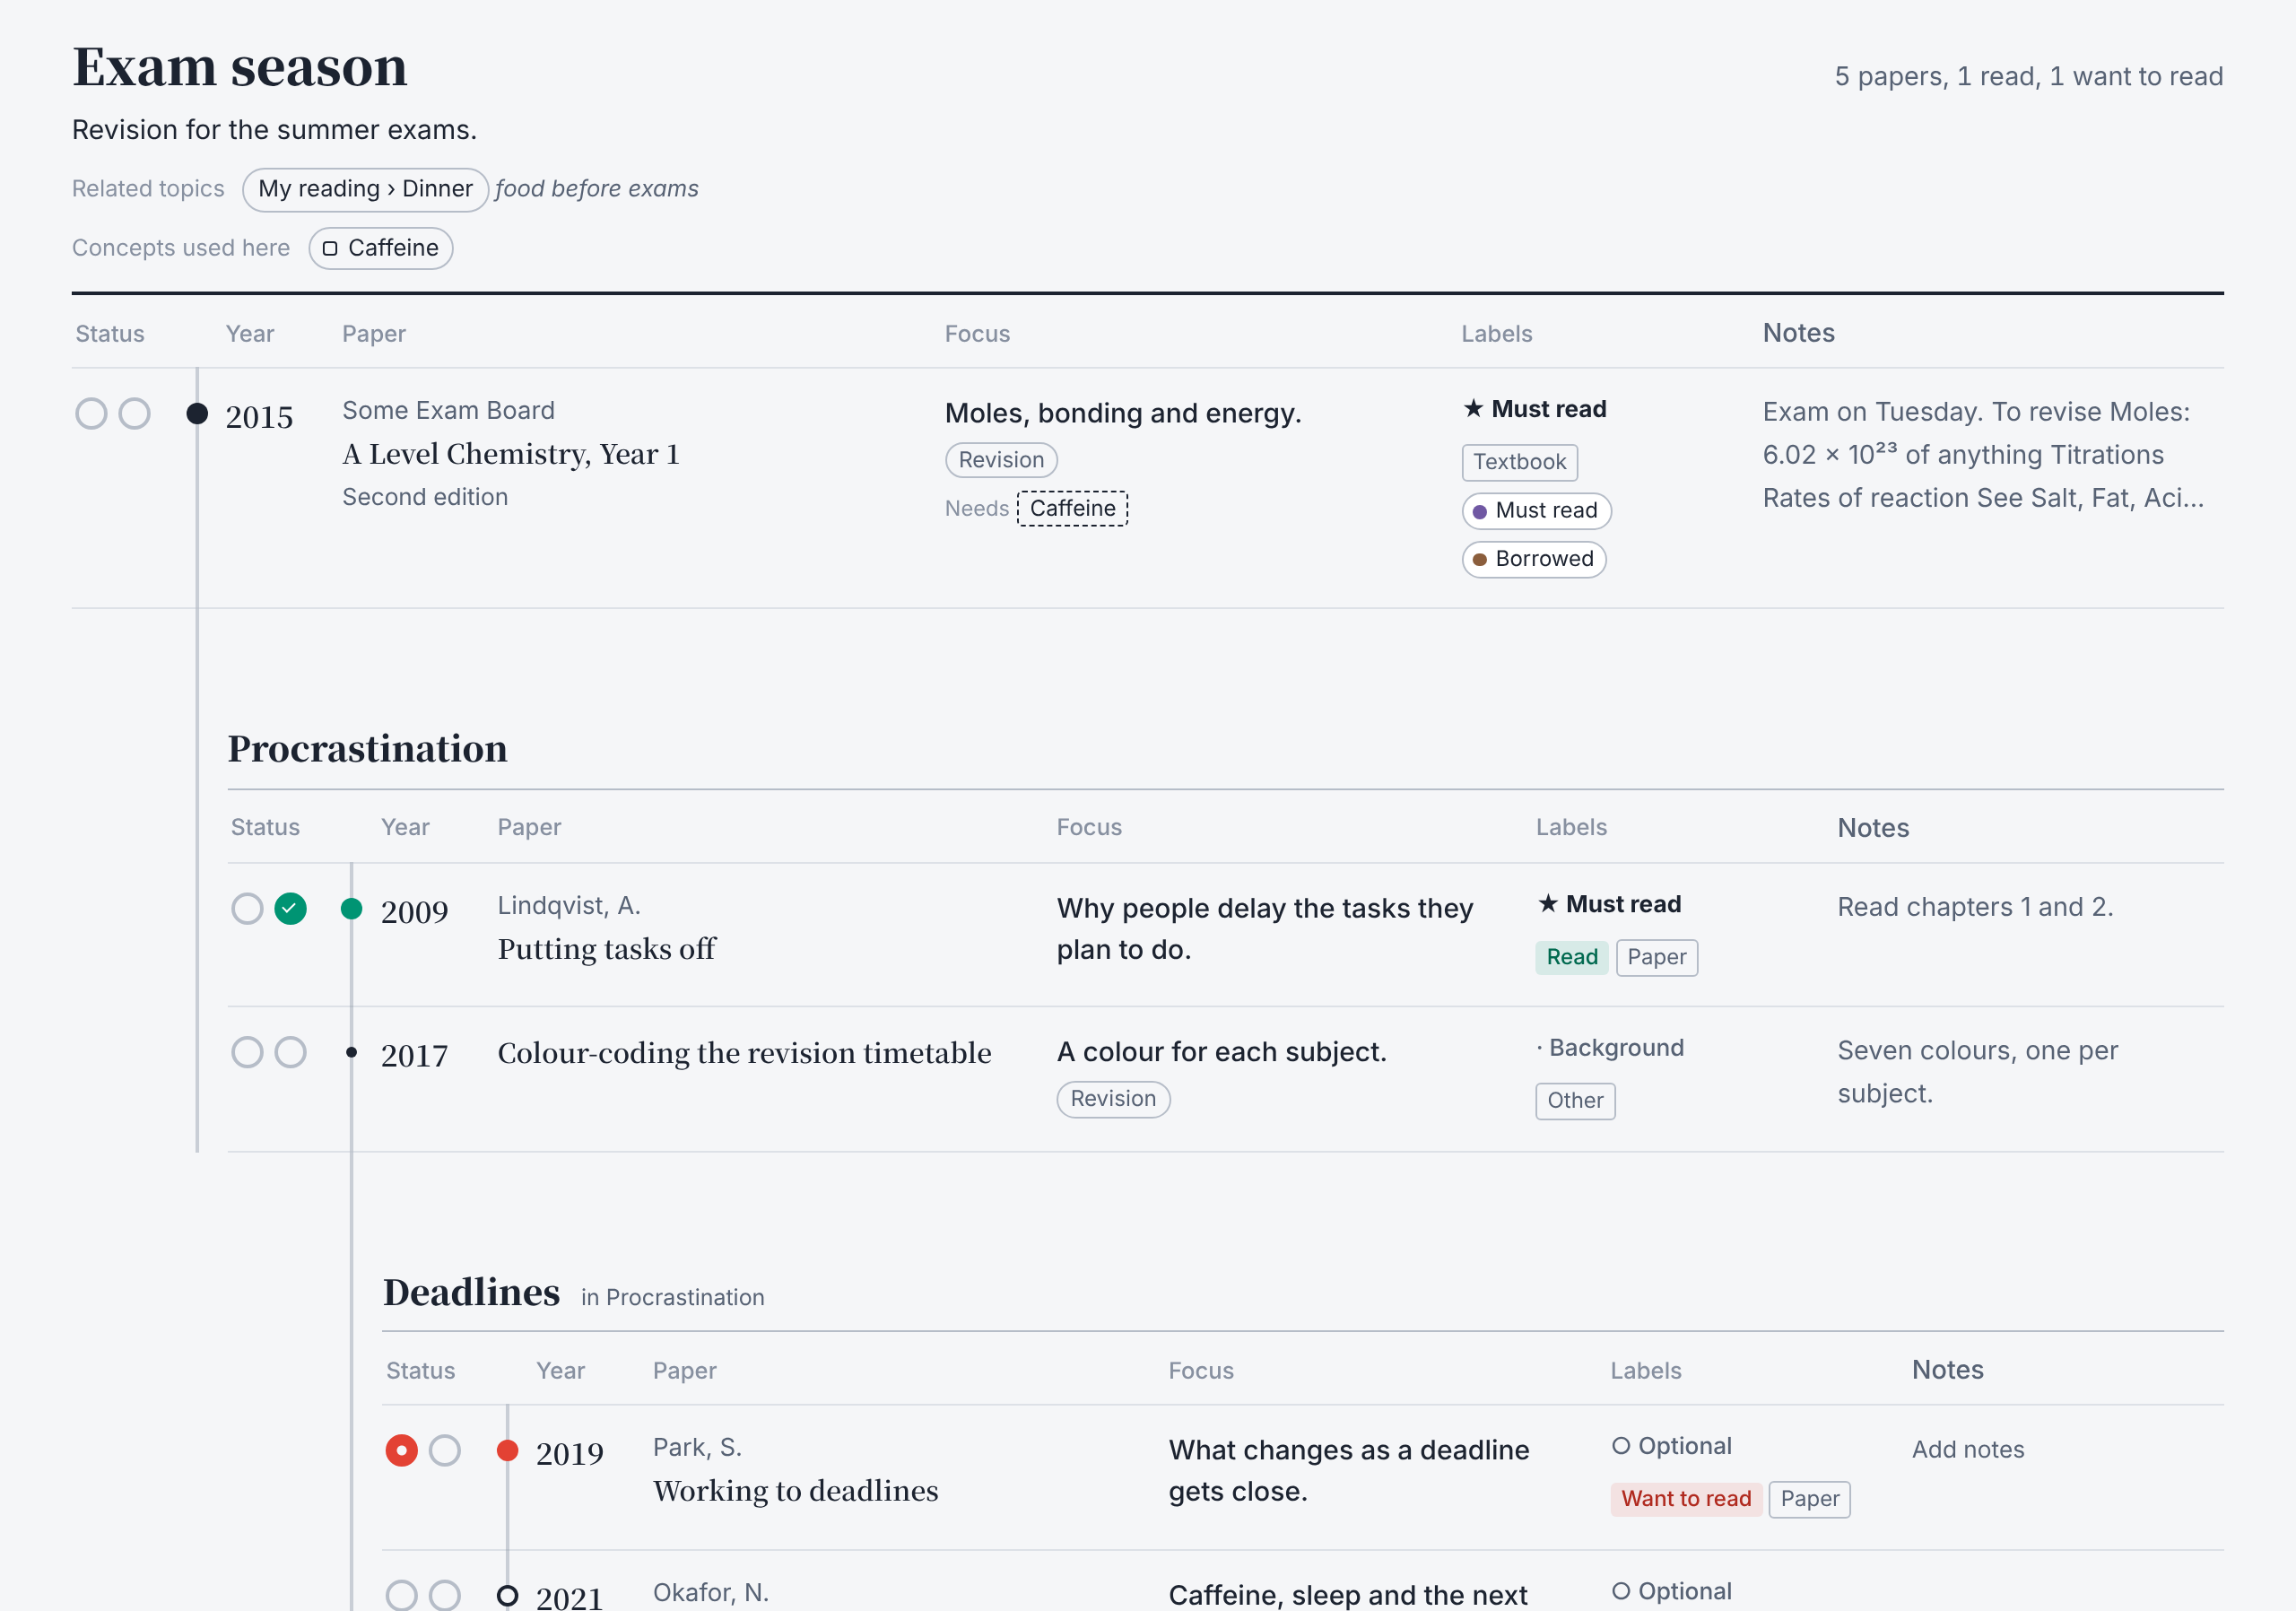 Exam season
5 papers, 1 read, 1 want to read
Revision for the summer exams.
Related topics My reading › Dinner food before exams
Concepts used here Caffeine
Status Year Paper Focus Labels Notes
2015
Some Exam Board
A Level Chemistry, Year 1
Second edition
Moles, bonding and energy.
Revision
Needs Caffeine
★ Must read
Textbook
Must read
Borrowed
Exam on Tuesday. To revise Moles:
6.02 × 10²³ of anything Titrations
Rates of reaction See Salt, Fat, Aci...
Procrastination
Status Year Paper Focus Labels Notes
2009
Lindqvist, A.
Putting tasks off
Why people delay the tasks they
plan to do.
★ Must read
Read Paper
Read chapters 1 and 2.
2017
Colour-coding the revision timetable
A colour for each subject.
Revision
· Background
Other
Seven colours, one per
subject.
Deadlines in Procrastination
Status Year Paper Focus Labels Notes
2019
Park, S.
Working to deadlines
What changes as a deadline
gets close.
Optional
Want to read Paper
Add notes
2021
Okafor, N.
Caffeine, sleep and the next
Optional